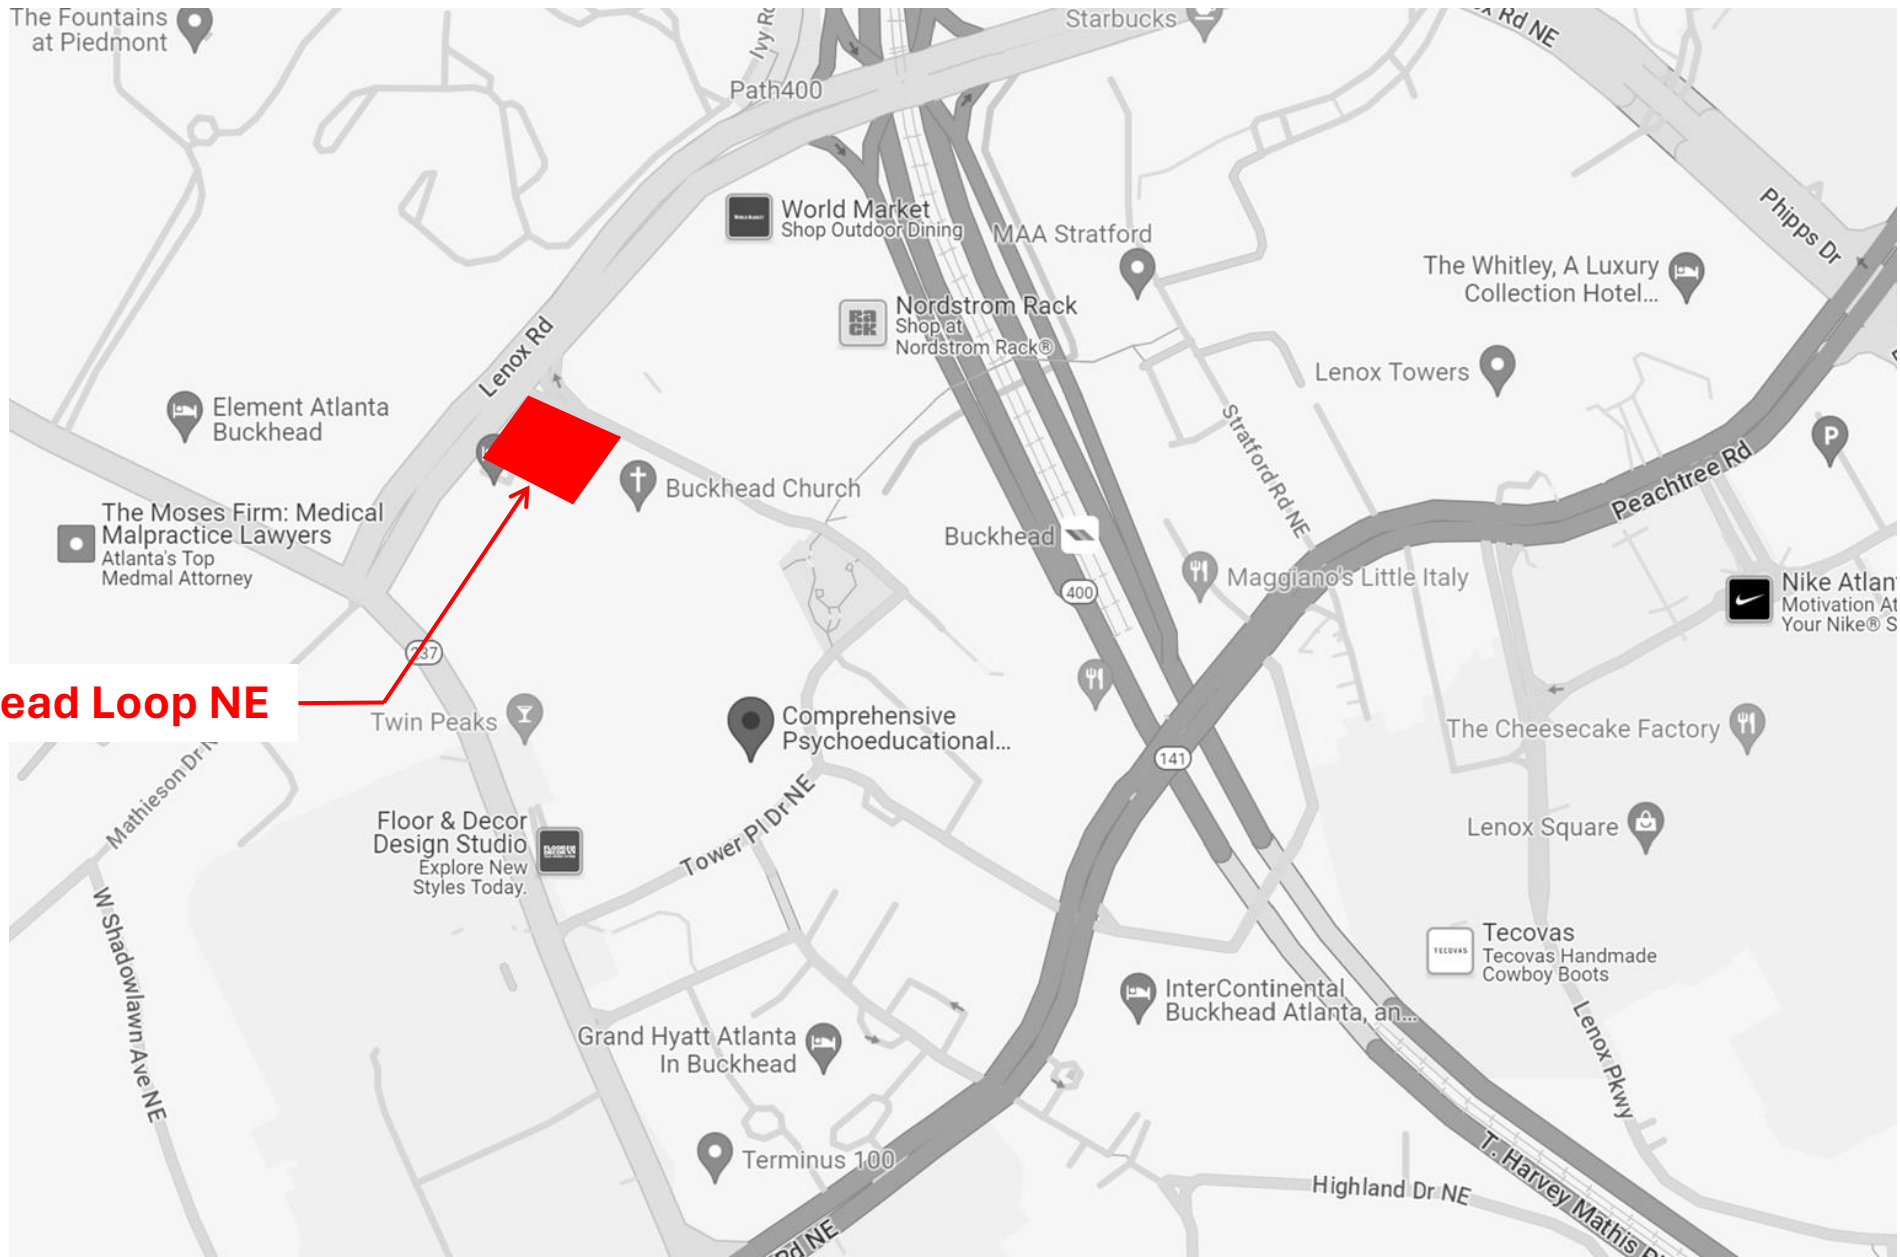 The Fountains
at Piedmont
Ivy Rd
Path400
Starbucks
Rd NE
World Market
Shop Outdoor Dining
MAA Stratford
Phipps Dr
The Whitley, A Luxury
Collection Hotel...
Nordstrom Rack
Shop at
Nordstrom Rack®
RACK
Lenox Rd
Lenox Towers
Element Atlanta
Buckhead
Stratford Rd NE
P
Peachtree Rd
Buckhead Church
The Moses Firm: Medical
Malpractice Lawyers
Atlanta's Top
Medmal Attorney
Buckhead
400
Maggiano's Little Italy
Nike Atlan
Motivation At
Your Nike® S
237
ead Loop NE
Twin Peaks
Comprehensive
Psychoeducational...
141
The Cheesecake Factory
Mathieson Dr N
Floor & Decor
Design Studio
Explore New
Styles Today.
Tower Pl Dr NE
Lenox Square
W Shadowlawn Ave NE
TECOVAS
Tecovas
Tecovas Handmade
Cowboy Boots
InterContinental
Buckhead Atlanta, an...
Grand Hyatt Atlanta
In Buckhead
Lenox Pkwy
Terminus 100
Highland Dr NE
T. Harvey Mathis P
Rd NE